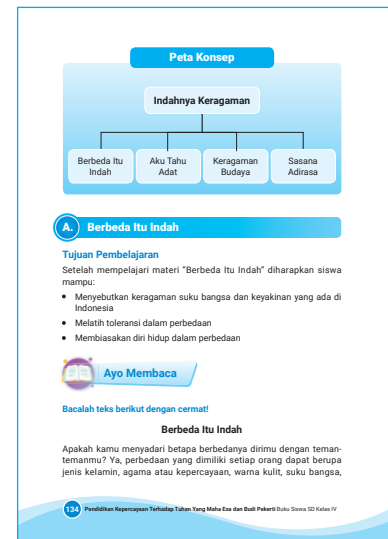 Peta Konsep
Indahnya Keragaman
Berbeda Itu
Indah
Aku Tahu
Adat
Keragaman
Budaya
Sasana
Adirasa
A. Berbeda Itu Indah
Tujuan Pembelajaran
Setelah mempelajari materi "Berbeda Itu Indah" diharapkan siswa
mampu:
• Menyebutkan keragaman suku bangsa dan keyakinan yang ada di
Indonesia
• Melatih toleransi dalam perbedaan
• Membiasakan diri hidup dalam perbedaan
Ayo Membaca
Bacalah teks berikut dengan cermat!
Berbeda Itu Indah
Apakah kamu menyadari betapa berbedanya dirimu dengan teman-
temanmu? Ya, perbedaan yang dimiliki setiap orang dapat berupa
jenis kelamin, agama atau kepercayaan, warna kulit, suku bangsa,
134 Pendidikan Kepercayaan Terhadap Tuhan Yang Maha Esa dan Budi Pekerti Buku Siswa SD Kelas IV